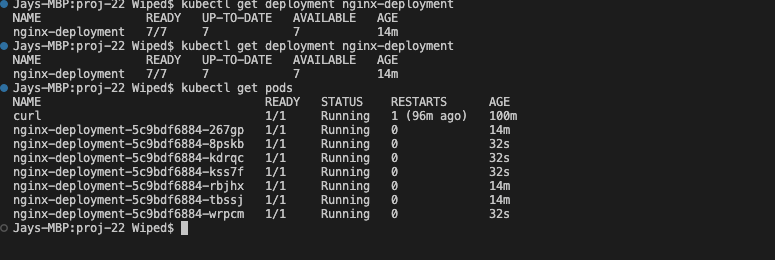 Jays-MBP:proj-22 Wiped$ kubectl get deployment nginx-deployment
NAME READY UP-TO-DATE AVAILABLE AGE
nginx-deployment 7/7 7 7 14m
Jays-MBP:proj-22 Wiped$ kubectl get deployment nginx-deployment
NAME READY UP-TO-DATE AVAILABLE AGE
nginx-deployment 7/7 7 7 14m
Jays-MBP:proj-22 Wiped$ kubectl get pods
NAME READY STATUS RESTARTS AGE
curl 1/1 Running 1 (96m ago) 100m
nginx-deployment-5c9bdf6884-267gp 1/1 Running 0 14m
nginx-deployment-5c9bdf6884-8pskb 1/1 Running 0 32s
nginx-deployment-5c9bdf6884-kdrqc 1/1 Running 0 32s
nginx-deployment-5c9bdf6884-kss7f 1/1 Running 0 32s
nginx-deployment-5c9bdf6884-rbjhx 1/1 Running 0 14m
nginx-deployment-5c9bdf6884-tbssj 1/1 Running 0 14m
nginx-deployment-5c9bdf6884-wrpcm 1/1 Running 0 32s
Jays-MBP:proj-22 Wiped$